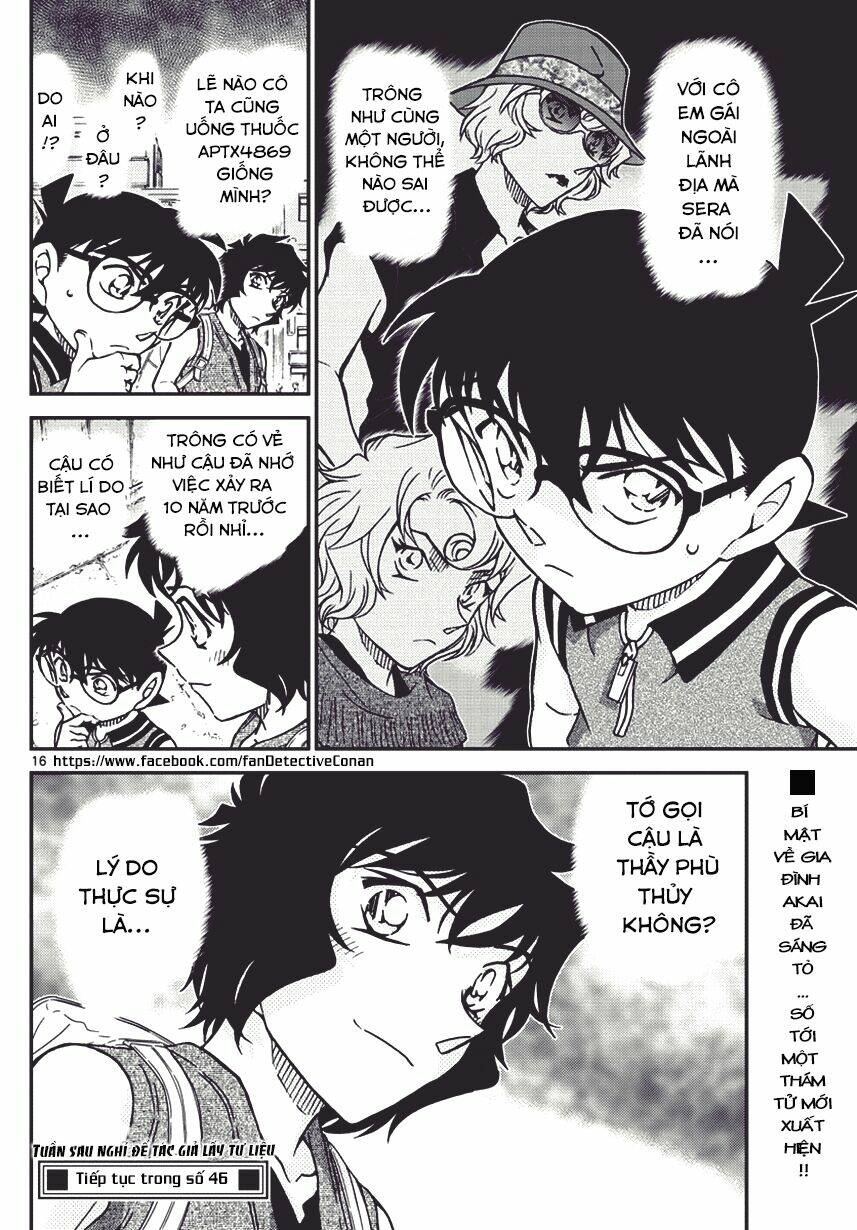 VỚI CÔ
EM GÁI
NGOÀI
LÃNH
ĐỊA MÀ
SERA
ĐÃ NÓI
...
TRÔNG
NHƯ CÙNG
MỘT NGƯỜI,
KHÔNG THỂ
NÀO SAI
ĐƯỢC...
LẼ NÀO CÔ
TA CŨNG
UỐNG THUỐC
APTX4869
GIỐNG
MÌNH?
KHI
NÀO?
Ở
ĐÂU?
DO
AI
!?
TRÔNG CÓ VẺ
NHƯ CẬU ĐÃ NHỚ
VIỆC XẢY RA
10 NĂM TRƯỚC
RỒI NHỈ...
CẬU CÓ
BIẾT LÍ DO
TẠI SAO
...
16 https://www.facebook.com/fanDetectiveConan
TỚ GỌI
CẬU LÀ
THẦY PHÙ
THỦY
KHÔNG?
LÝ DO
THỰC SỰ
LÀ...
BÍ
MẬT
VỀ GIA
ĐÌNH
AKAI
ĐÃ
SÁNG
TỎ
...
SỐ
TỚI
MỘT
THÁM
TỬ MỚI
XUẤT
HIỆN
!!
TUẦN SAU NGHỈ ĐỂ TÁC GIẢ LẤY TƯ LIỆU
Tiếp tục trong số 46